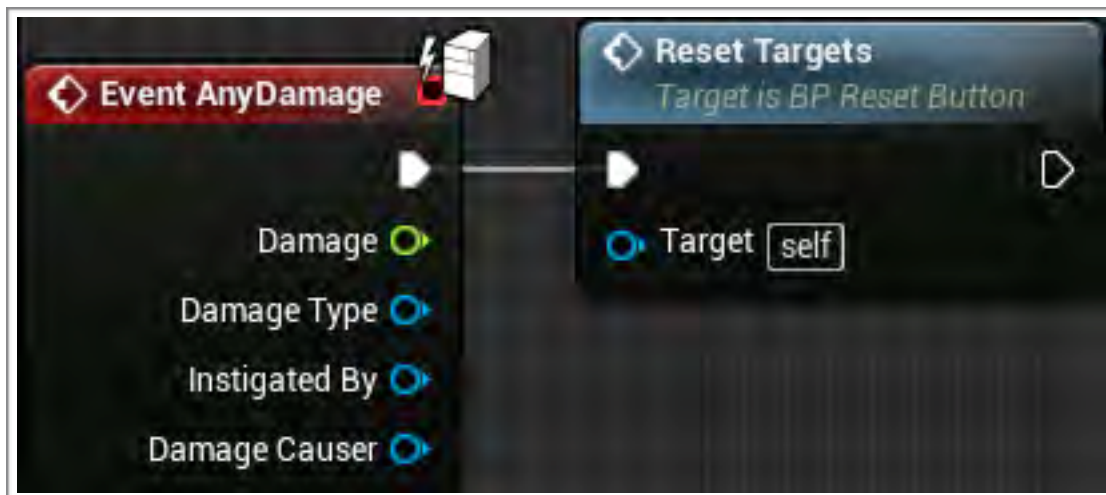 Event AnyDamage
Damage
Damage Type
Instigated By
Damage Causer
Reset Targets
Target is BP Reset Button
Target self